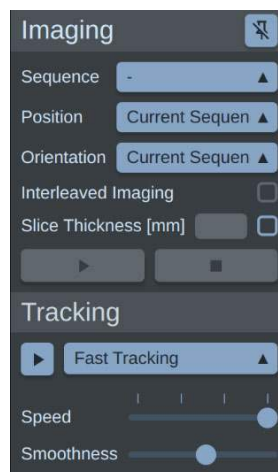 Imaging
Sequence -
Position Current Sequen
Orientation Current Sequen
Interleaved Imaging
Slice Thickness [mm]
Tracking
Fast Tracking
Speed
Smoothness